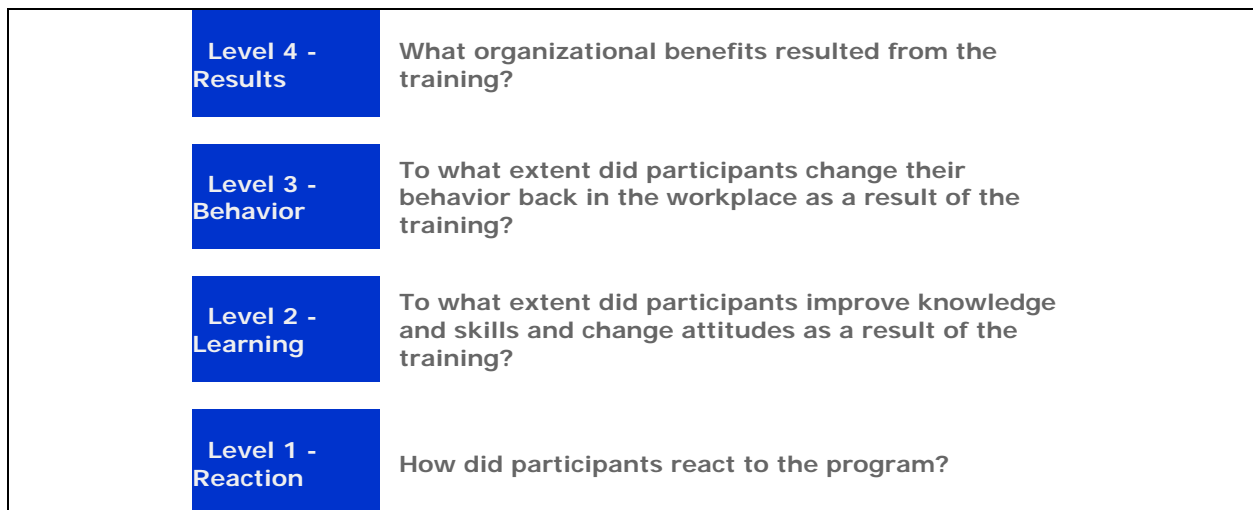 Level 4 -
Results
What organizational benefits resulted from the
training?
Level 3 -
Behavior
To what extent did participants change their
behavior back in the workplace as a result of the
training?
Level 2 -
Learning
To what extent did participants improve knowledge
and skills and change attitudes as a result of the
training?
Level 1 -
Reaction
How did participants react to the program?